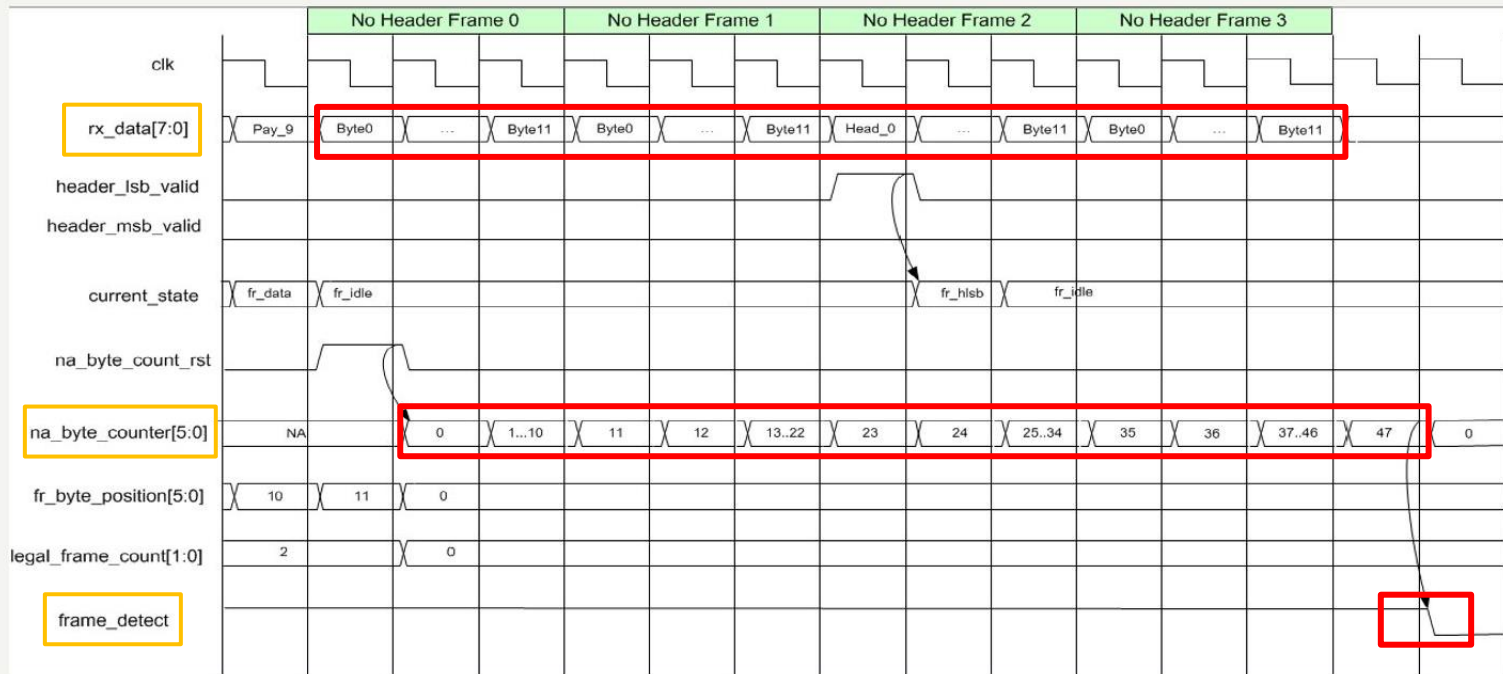 No Header Frame 0 No Header Frame 1 No Header Frame 2 No Header Frame 3
clk
rx_data[7:0] Pay_9 Byte0 ... Byte11 Byte0 ... Byte11 Head_0 ... Byte11 Byte0 ... Byte11
header_lsb_valid
header_msb_valid
current_state fr_data fr_idle fr_hlsb fr_idle
na_byte_count_rst
na_byte_counter[5:0] NA 0 1...10 11 12 13..22 23 24 25..34 35 36 37..46 47 0
fr_byte_position[5:0] 10 11 0
legal_frame_count[1:0] 2 0
frame_detect